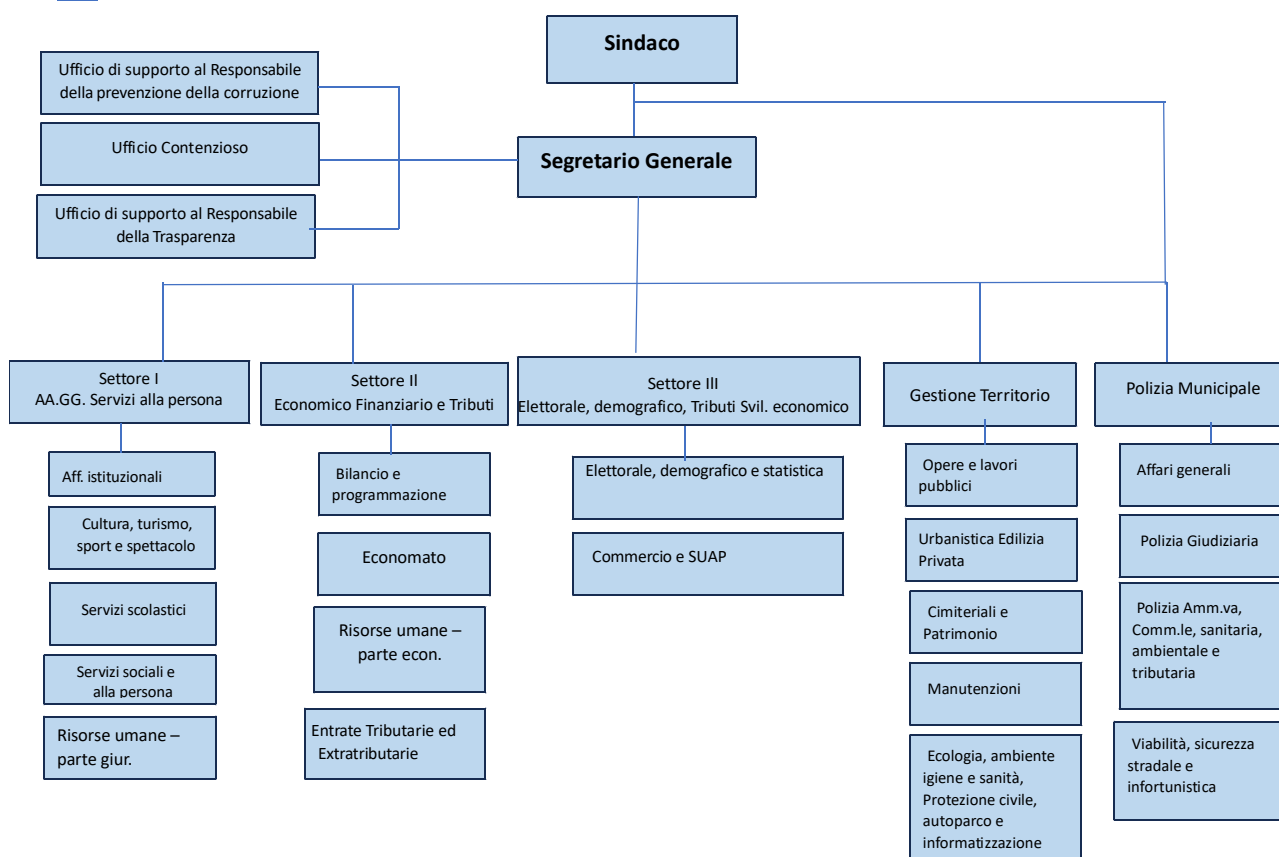 Sindaco
Ufficio di supporto al Responsabile
della prevenzione della corruzione
Ufficio Contenzioso
Segretario Generale
Ufficio di supporto al Responsabile
della Trasparenza
Settore I
AA.GG. Servizi alla persona
Settore II
Economico Finanziario e Tributi
Settore III
Elettorale, demografico, Tributi Svil. economico
Gestione Territorio
Polizia Municipale
Aff. istituzionali
Cultura, turismo,
sport e spettacolo
Servizi scolastici
Servizi sociali e
alla persona
Risorse umane –
parte giur.
Bilancio e
programmazione
Economato
Risorse umane –
parte econ.
Entrate Tributarie ed
Extratributarie
Elettorale, demografico e statistica
Commercio e SUAP
Opere e lavori
pubblici
Urbanistica Edilizia
Privata
Cimiteriali e
Patrimonio
Manutenzioni
Ecologia, ambiente
igiene e sanità,
Protezione civile,
autoparco e
informatizzazione
Affari generali
Polizia Giudiziaria
Polizia Amm.va,
Comm.le, sanitaria,
ambientale e
tributaria
Viabilità, sicurezza
stradale e
infortunistica